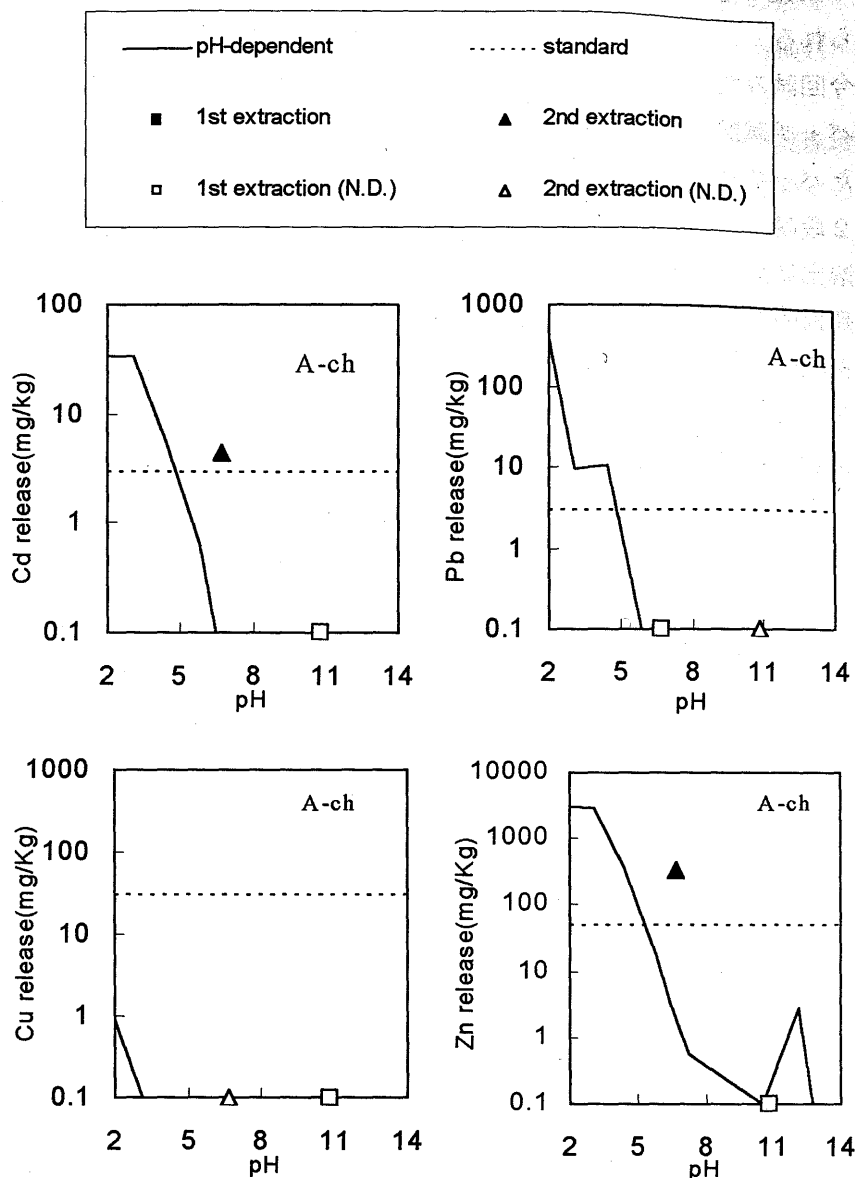 pH-dependent standard
1st extraction 2nd extraction
1st extraction (N.D.) 2nd extraction (N.D.)
100
10
1
0.1
Cd release(mg/kg)
A-ch
2 5 8 11 14
pH
1000
100
10
1
0.1
Pb release(mg/kg)
A-ch
2 5 8 11 14
pH
1000
100
10
1
0.1
Cu release(mg/Kg)
A-ch
2 5 8 11 14
pH
10000
1000
100
10
1
0.1
Zn release(mg/Kg)
A-ch
2 5 8 11 14
pH